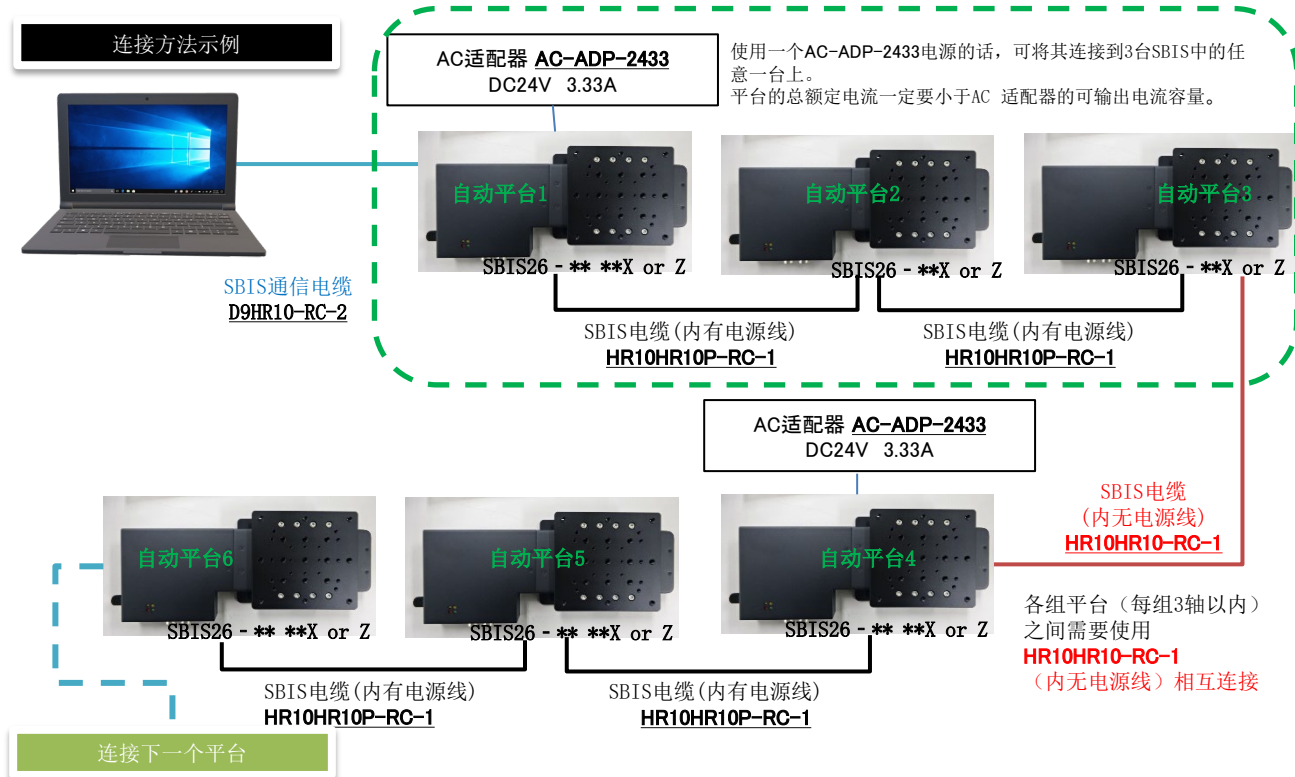 连接方法示例
AC适配器 AC-ADP-2433
DC24V 3.33A
使用一个AC-ADP-2433电源的话，可将其连接到3台SBIS中的任
意一台上。
平台的总额定电流一定要小于AC 适配器的可输出电流容量。
自动平台1
自动平台2
自动平台3
SBIS26 - ** **X or Z
SBIS26 - **X or Z
SBIS26 - **X or Z
SBIS通信电缆
D9HR10-RC-2
SBIS电缆(内有电源线)
HR10HR10P-RC-1
SBIS电缆(内有电源线)
HR10HR10P-RC-1
AC适配器 AC-ADP-2433
DC24V 3.33A
SBIS电缆
(内无电源线)
HR10HR10-RC-1
自动平台6
自动平台5
自动平台4
SBIS26 - ** **X or Z
SBIS26 - ** **X or Z
SBIS26 - ** **X or Z
各组平台（每组3轴以内）
之间需要使用
HR10HR10-RC-1
（内无电源线）相互连接
SBIS电缆(内有电源线)
HR10HR10P-RC-1
SBIS电缆(内有电源线)
HR10HR10P-RC-1
连接下一个平台